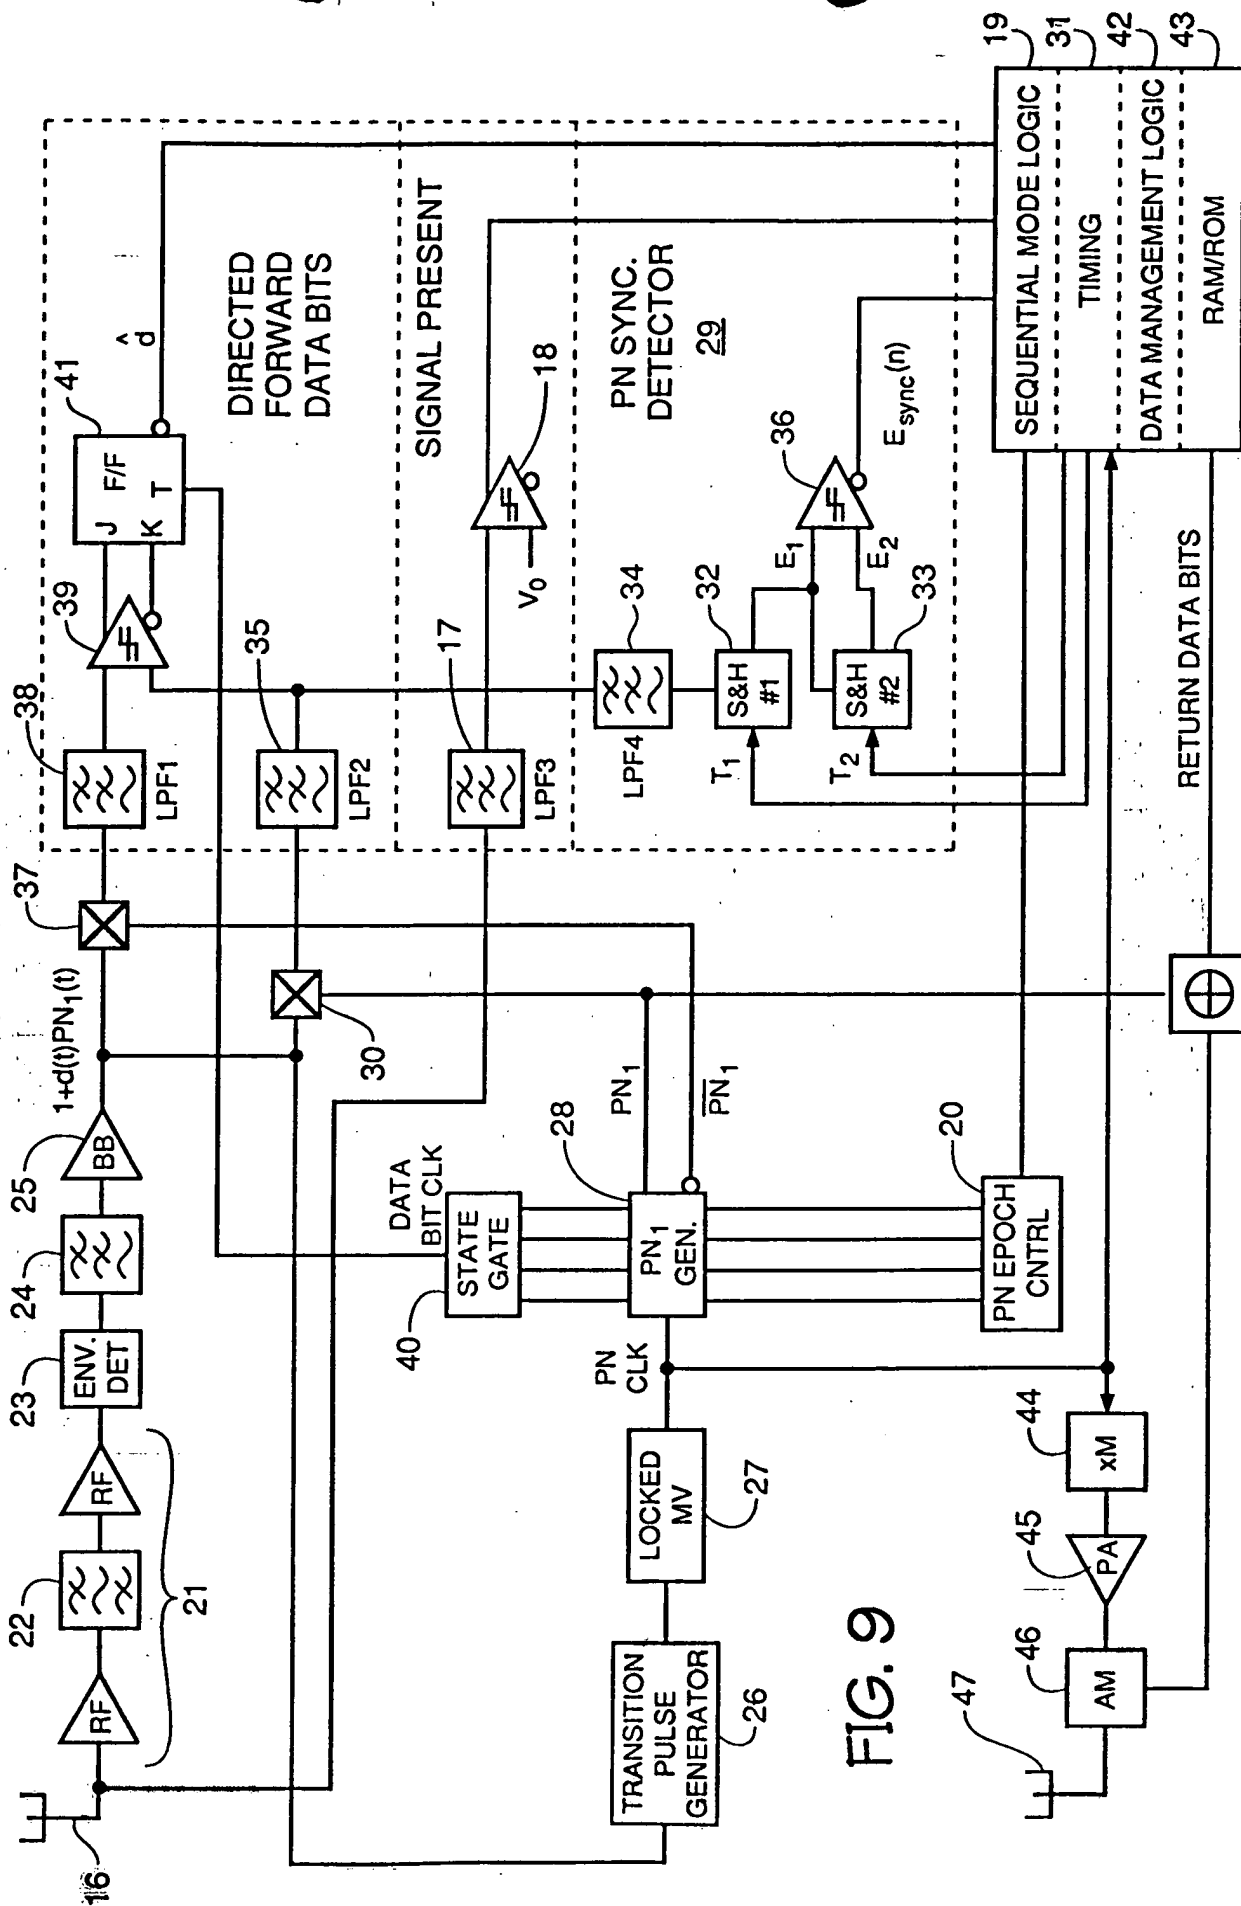 16
RF
22
RF
21
23
ENV.
DET
24
25
BB
1+d(t)PN₁(t)
37
38
LPF1
39
J
K
F/F
T
41
^
d
DIRECTED
FORWARD
DATA BITS
30
35
LPF2
SIGNAL PRESENT
17
LPF3
V₀
18
PN SYNC.
DETECTOR
29
34
LPF4
T₁
S&H
#1
32
T₂
S&H
#2
33
E₁
E₂
36
Eₛᵧₙ𝒸(n)
DATA
BIT CLK
STATE
GATE
40
PN₁
GEN.
28
PN₁
P̅N̅₁
PN
CLK
PN EPOCH
CNTRL
20
LOCKED
MV
27
TRANSITION
PULSE
GENERATOR
26
SEQUENTIAL MODE LOGIC
19
TIMING
31
DATA MANAGEMENT LOGIC
42
RAM/ROM
43
RETURN DATA BITS
xM
44
PA
45
AM
46
47
FIG. 9